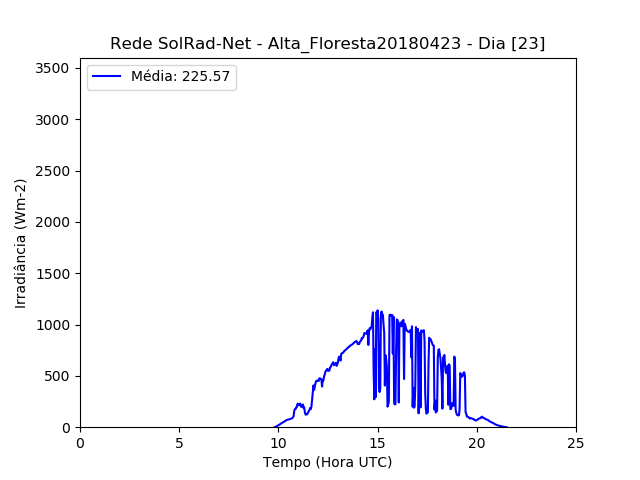 Rede SolRad-Net - Alta_Floresta20180423 - Dia [23]
Média: 225.57
3500
3000
2500
2000
1500
1000
500
0
Irradiância (Wm-2)
0 5 10 15 20 25
Tempo (Hora UTC)